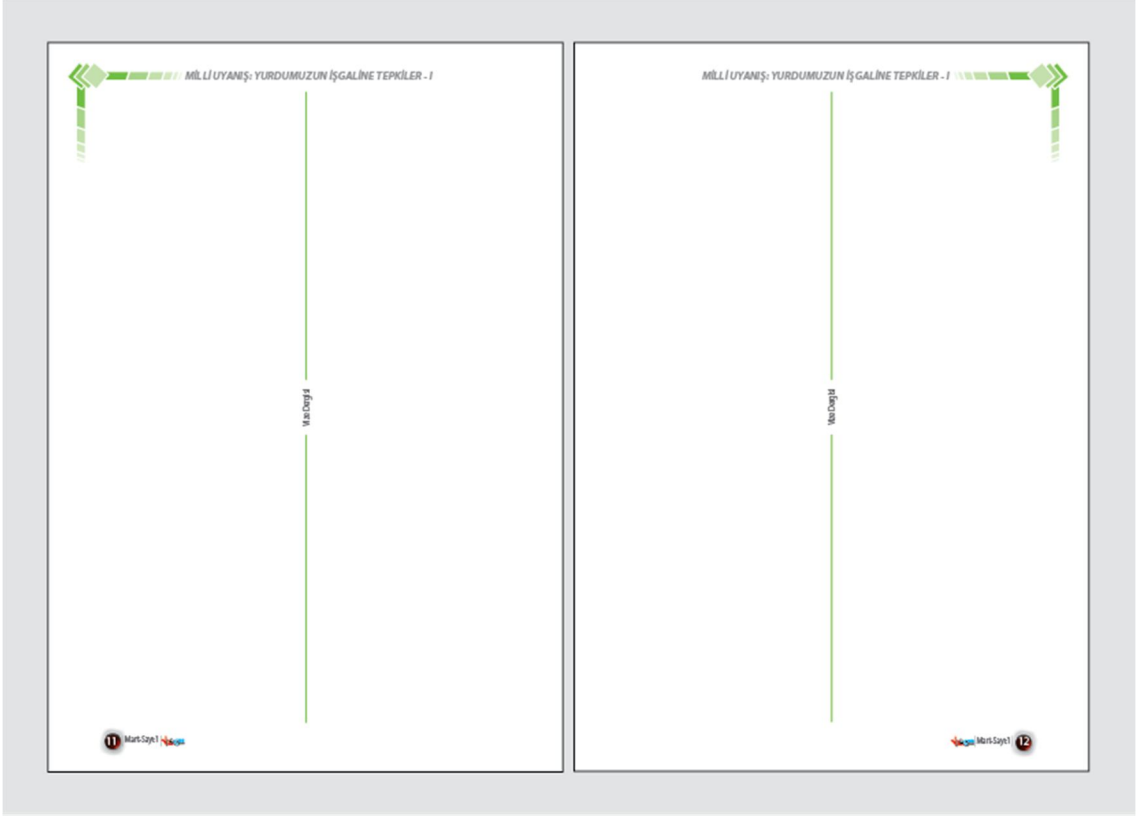 MİLLİ UYANIŞ: YURDUMUZUN İŞGALİNE TEPKİLER - I
11 Mart-Sayı:1
MİLLİ UYANIŞ: YURDUMUZUN İŞGALİNE TEPKİLER - I
Mart-Sayı:1 12